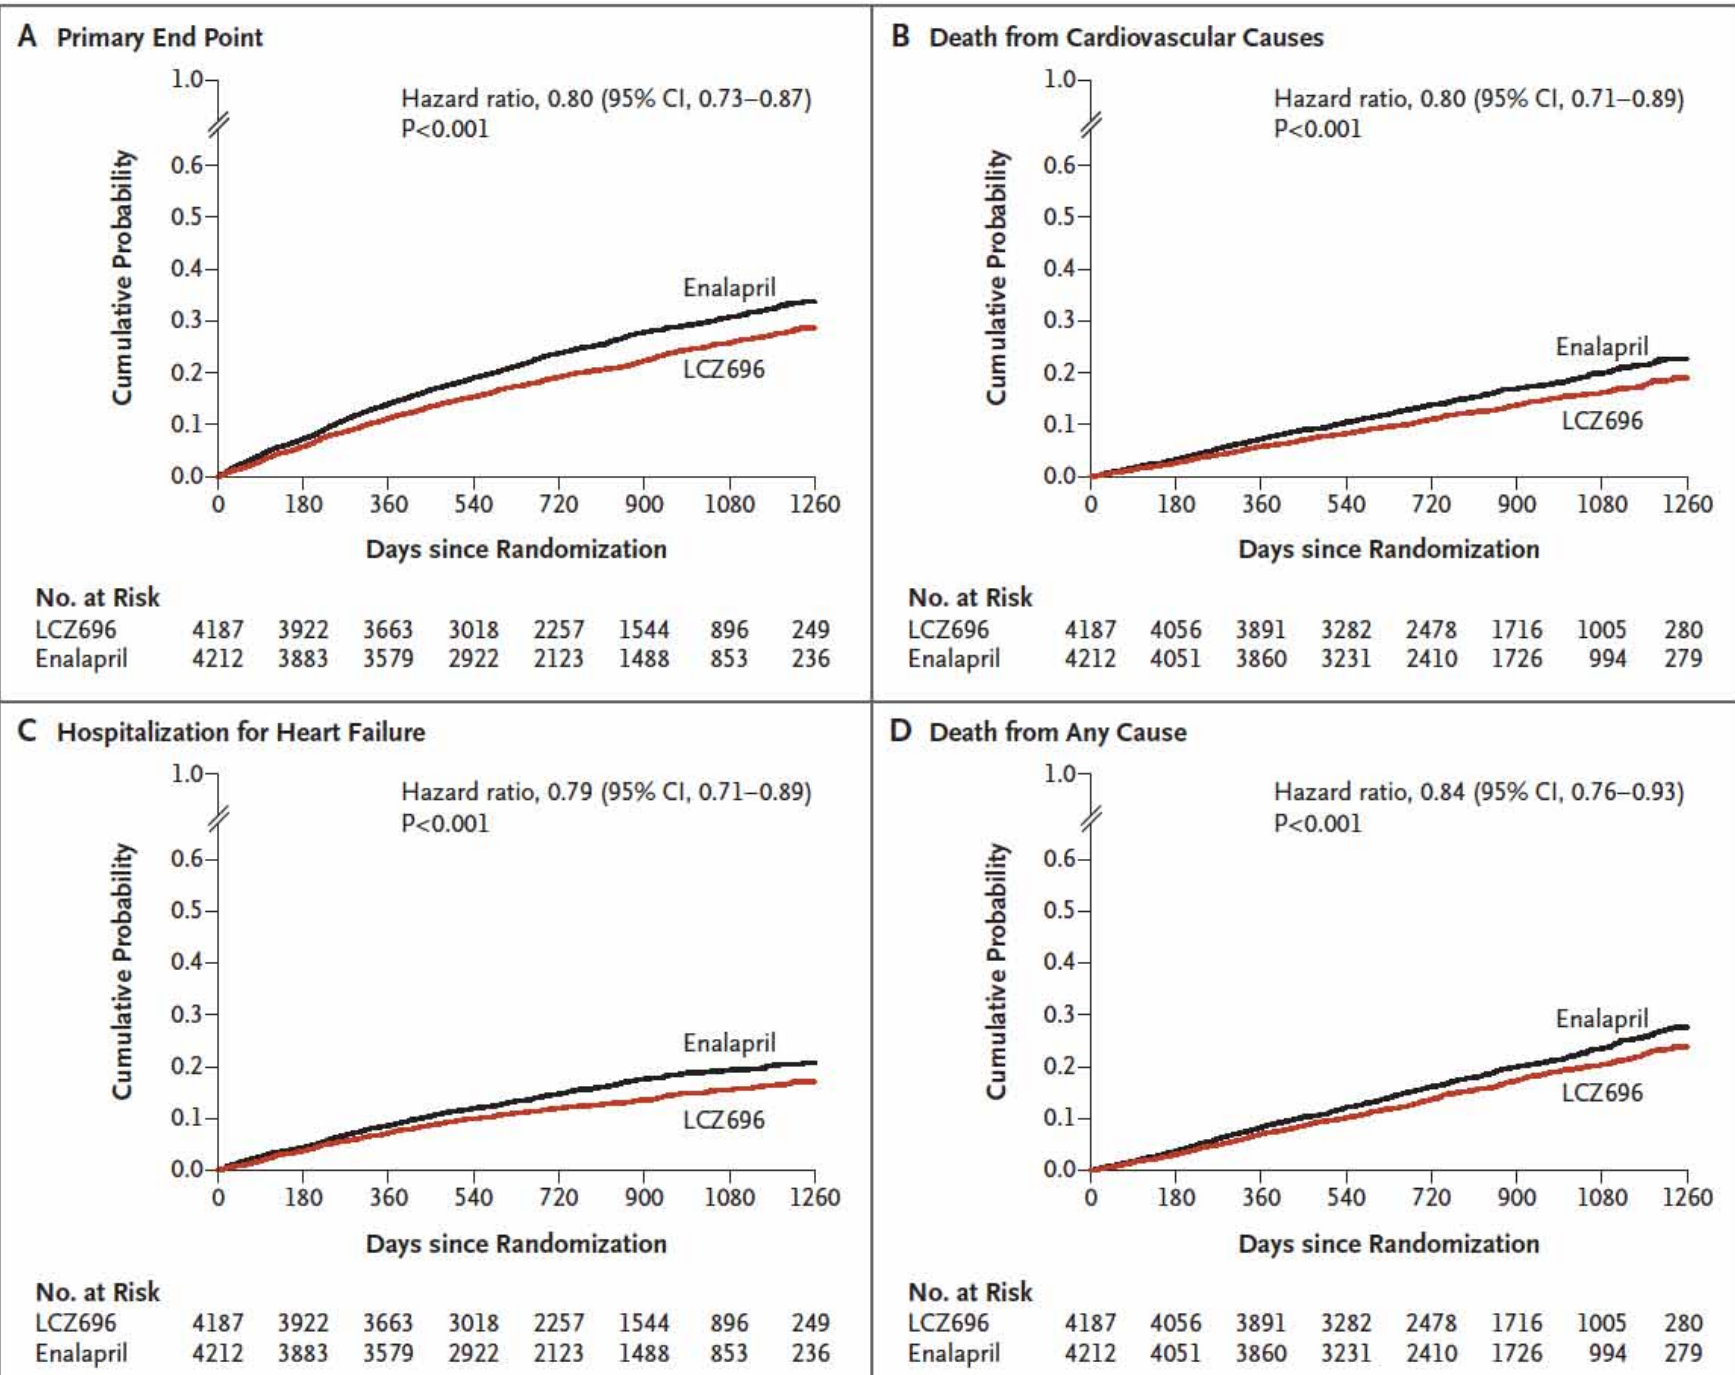 A Primary End Point
1.0
Hazard ratio, 0.80 (95% CI, 0.73–0.87)
P<0.001
0.6
0.5
0.4
0.3
0.2
0.1
0.0
Cumulative Probability
Enalapril
LCZ696
0 180 360 540 720 900 1080 1260
Days since Randomization
No. at Risk
LCZ696 4187 3922 3663 3018 2257 1544 896 249
Enalapril 4212 3883 3579 2922 2123 1488 853 236
B Death from Cardiovascular Causes
1.0
Hazard ratio, 0.80 (95% CI, 0.71–0.89)
P<0.001
0.6
0.5
0.4
0.3
0.2
0.1
0.0
Cumulative Probability
Enalapril
LCZ696
0 180 360 540 720 900 1080 1260
Days since Randomization
No. at Risk
LCZ696 4187 4056 3891 3282 2478 1716 1005 280
Enalapril 4212 4051 3860 3231 2410 1726 994 279
C Hospitalization for Heart Failure
1.0
Hazard ratio, 0.79 (95% CI, 0.71–0.89)
P<0.001
0.6
0.5
0.4
0.3
0.2
0.1
0.0
Cumulative Probability
Enalapril
LCZ696
0 180 360 540 720 900 1080 1260
Days since Randomization
No. at Risk
LCZ696 4187 3922 3663 3018 2257 1544 896 249
Enalapril 4212 3883 3579 2922 2123 1488 853 236
D Death from Any Cause
1.0
Hazard ratio, 0.84 (95% CI, 0.76–0.93)
P<0.001
0.6
0.5
0.4
0.3
0.2
0.1
0.0
Cumulative Probability
Enalapril
LCZ696
0 180 360 540 720 900 1080 1260
Days since Randomization
No. at Risk
LCZ696 4187 4056 3891 3282 2478 1716 1005 280
Enalapril 4212 4051 3860 3231 2410 1726 994 279